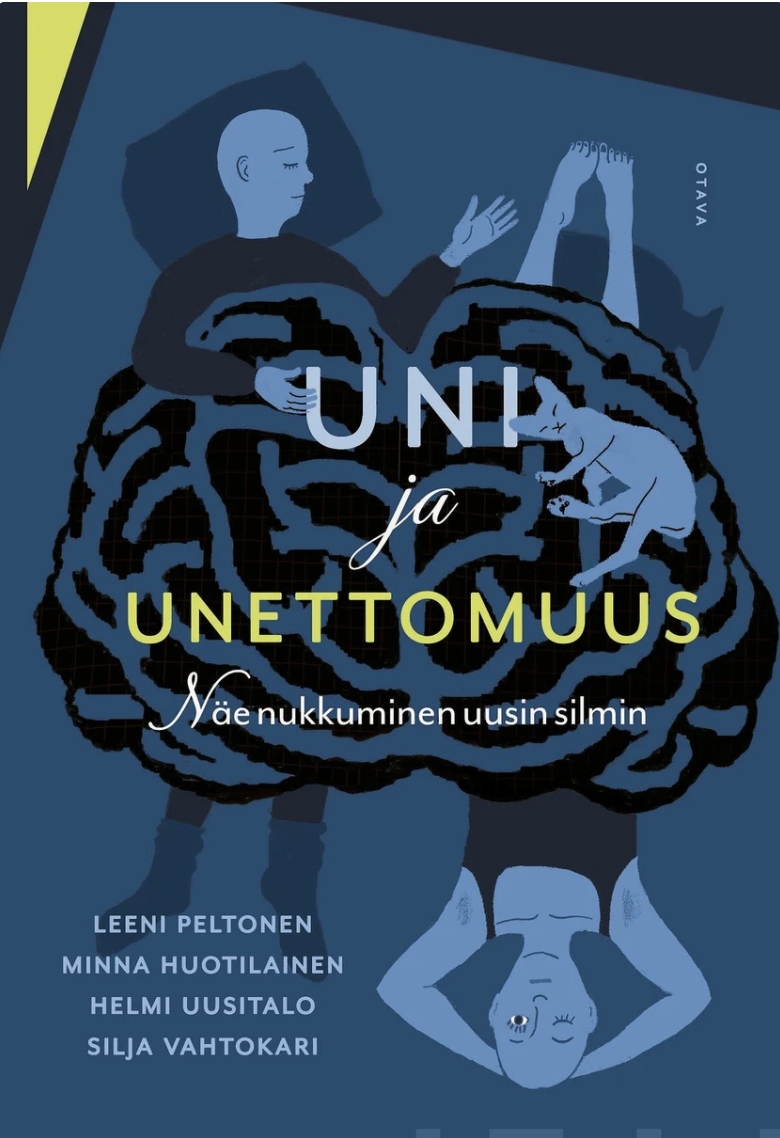 OTAVA
UNI
ja
UNETTOMUUS
Näe nukkuminen uusin silmin
LEENI PELTONEN
MINNA HUOTILAINEN
HELMI UUSITALO
SILJA VAHTOKARI